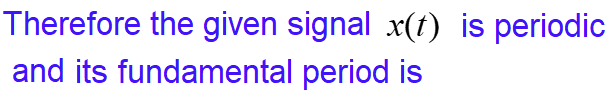 Therefore the given signal x(t) is periodic
and its fundamental period is